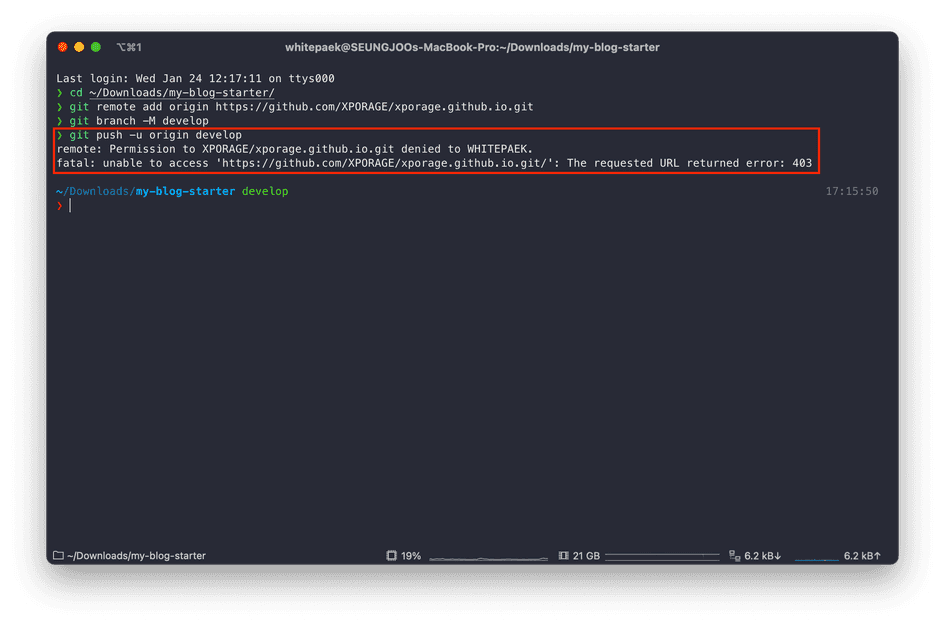 ⌥⌘1
whitepaek@SEUNGJOOs-MacBook-Pro:~/Downloads/my-blog-starter
Last login: Wed Jan 24 12:17:11 on ttys000
❯ cd ~/Downloads/my-blog-starter/
❯ git remote add origin https://github.com/XPORAGE/xporage.github.io.git
❯ git branch -M develop
❯ git push -u origin develop
remote: Permission to XPORAGE/xporage.github.io.git denied to WHITEPAEK.
fatal: unable to access 'https://github.com/XPORAGE/xporage.github.io.git/': The requested URL returned error: 403
~/Downloads/my-blog-starter develop 17:15:50
❯
~/Downloads/my-blog-starter 19% 21 GB 6.2 kB↓ 6.2 kB↑